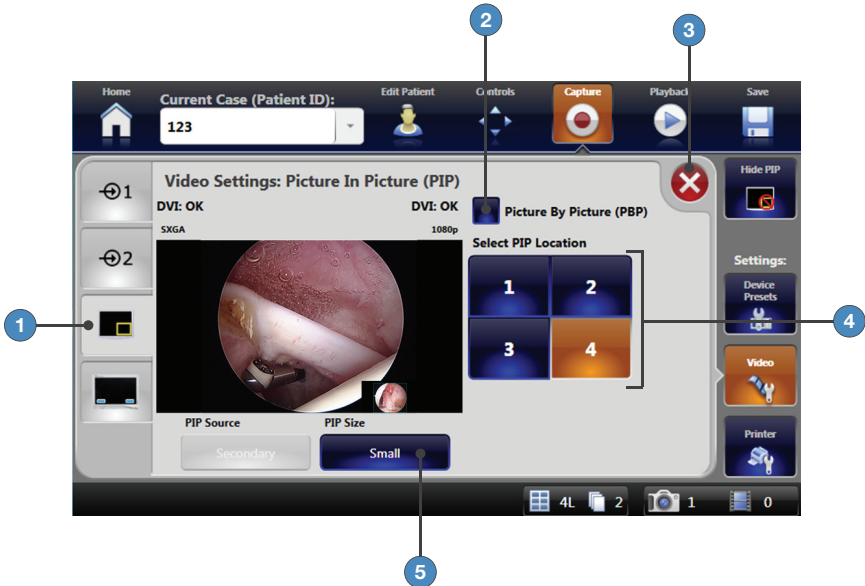 2
3
Home
Current Case (Patient ID):
Edit Patient
Controls
Capture
Playback
Save
123
1
Video Settings: Picture In Picture (PIP)
Hide PIP
DVI: OK
DVI: OK
Picture By Picture (PBP)
SXGA
1080p
Select PIP Location
2
Settings:
1
2
Device
Presets
1
4
3
4
Video
PIP Source
PIP Size
Printer
Secondary
Small
4L
2
1
0
5